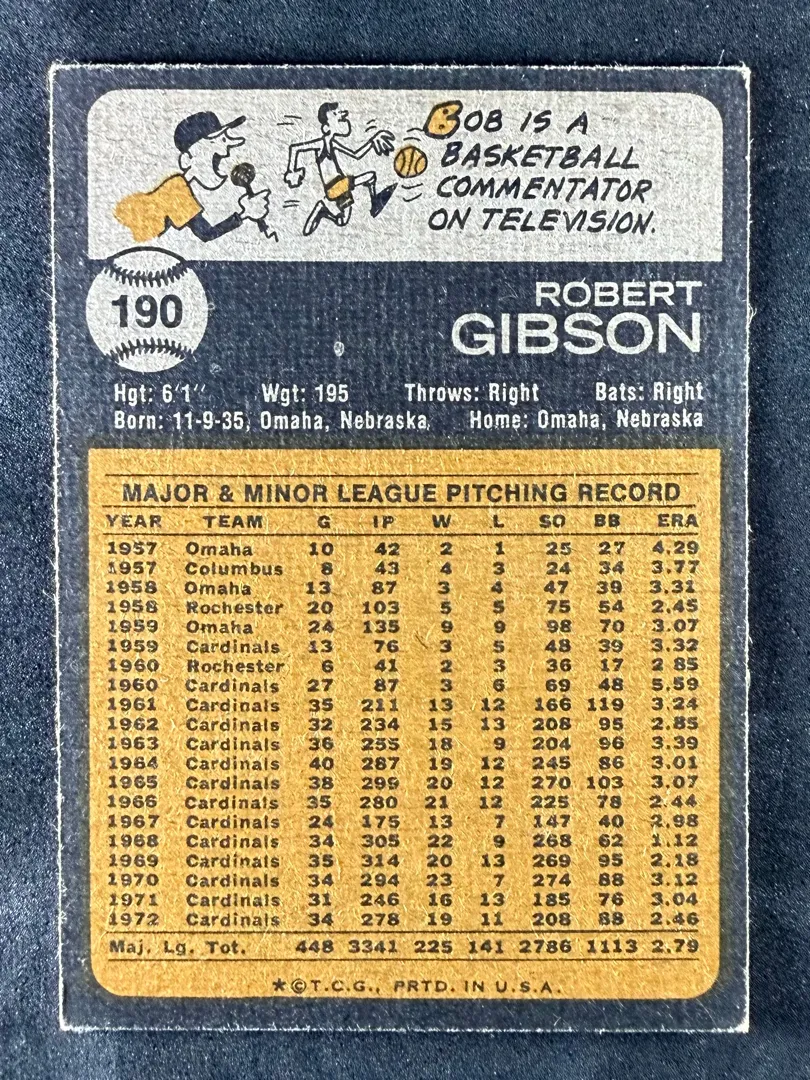 BOB IS A
BASKETBALL
COMMENTATOR
ON TELEVISION.
190
ROBERT
GIBSON
Hgt: 6'1" Wgt: 195 Throws: Right Bats: Right
Born: 11-9-35, Omaha, Nebraska Home: Omaha, Nebraska
MAJOR & MINOR LEAGUE PITCHING RECORD
YEAR TEAM G IP W L SO BB ERA
1957 Omaha 10 42 2 1 25 27 4.29
1957 Columbus 8 43 4 3 24 34 3.77
1958 Omaha 13 87 3 4 47 39 3.31
1958 Rochester 20 103 5 5 75 54 2.45
1959 Omaha 24 135 9 9 98 70 3.07
1959 Cardinals 13 76 3 5 48 39 3.32
1960 Rochester 6 41 2 3 36 17 2.85
1960 Cardinals 27 87 3 6 69 48 5.59
1961 Cardinals 35 211 13 12 166 119 3.24
1962 Cardinals 32 234 15 13 208 95 2.85
1963 Cardinals 36 255 18 9 204 96 3.39
1964 Cardinals 40 287 19 12 245 86 3.01
1965 Cardinals 38 299 20 12 270 103 3.07
1966 Cardinals 35 280 21 12 225 78 2.44
1967 Cardinals 24 175 13 7 147 40 2.98
1968 Cardinals 34 305 22 9 268 62 1.12
1969 Cardinals 35 314 20 13 269 95 2.18
1970 Cardinals 34 294 23 7 274 88 3.12
1971 Cardinals 31 246 16 13 185 76 3.04
1972 Cardinals 34 278 19 11 208 88 2.46
Maj. Lg. Tot. 448 3341 225 141 2786 1113 2.79
★©T.C.G., PRTD. IN U.S.A.